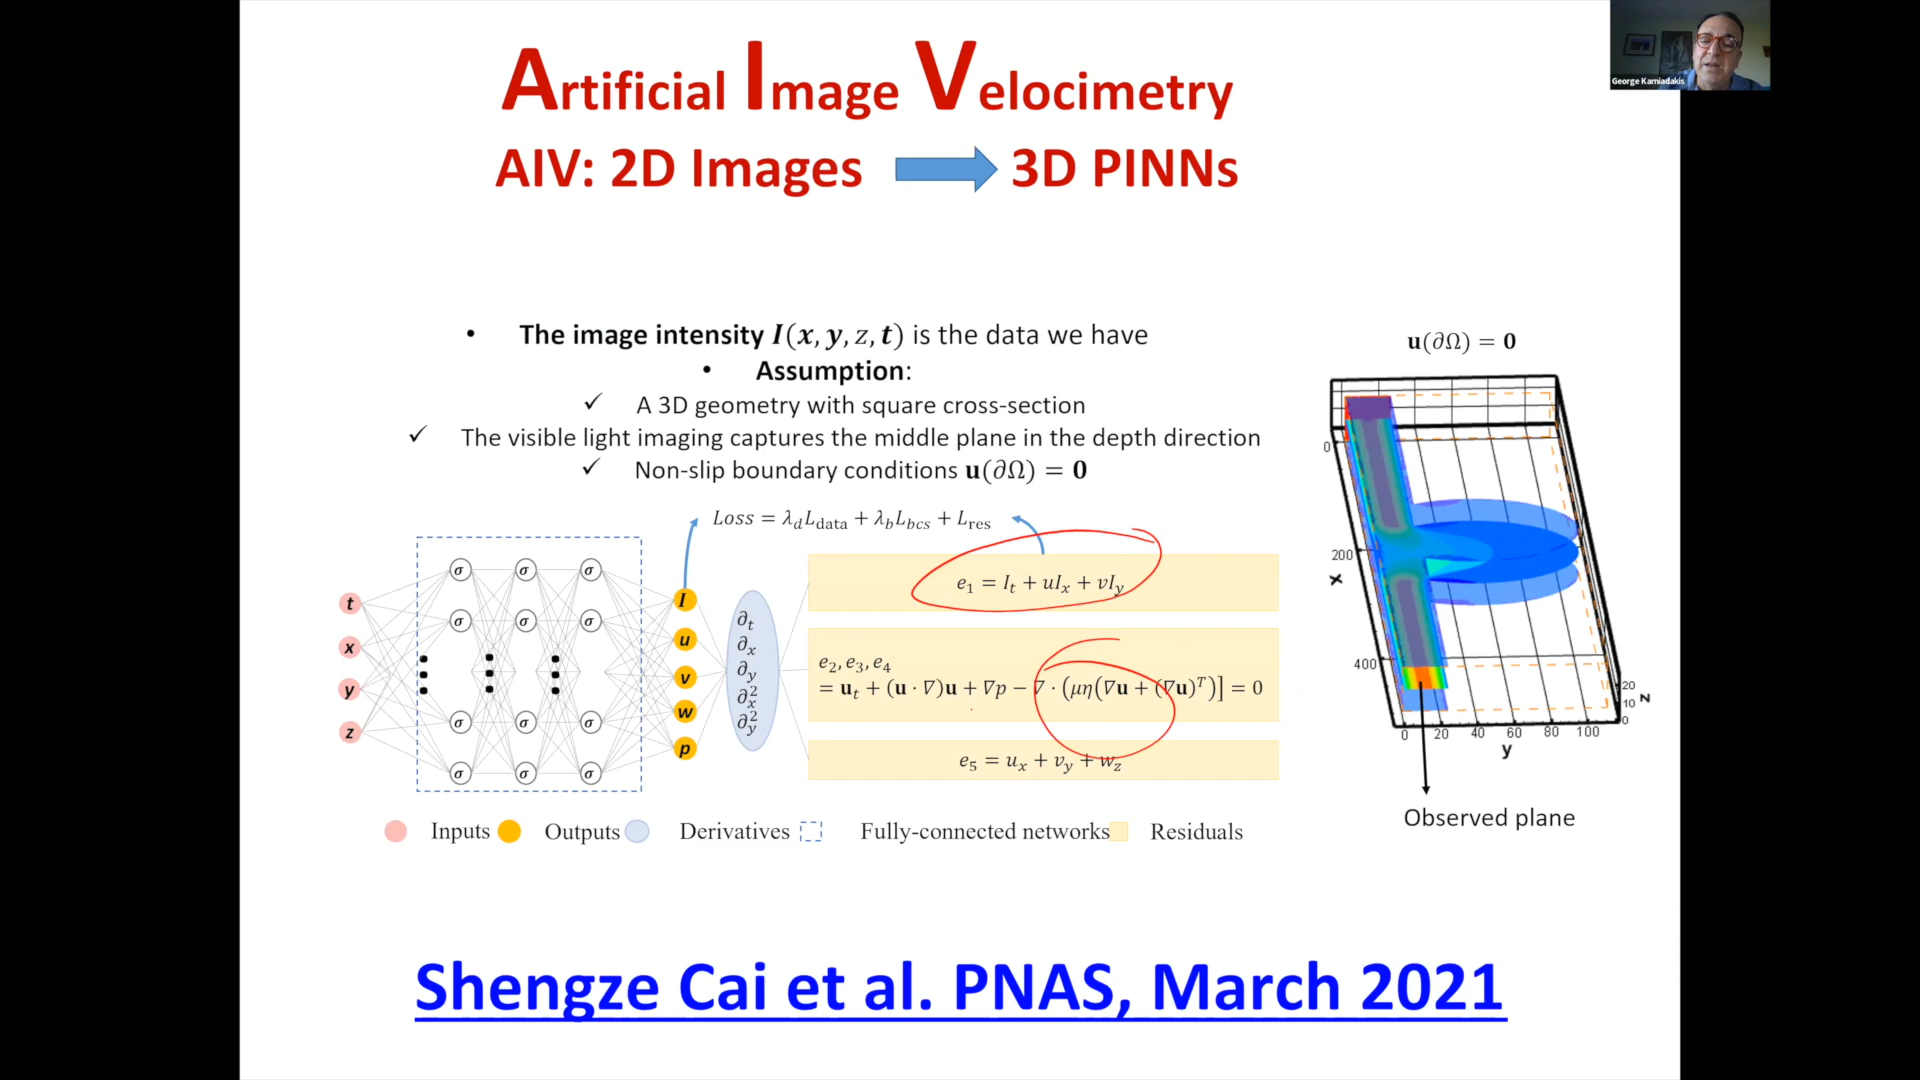 Artificial Image Velocimetry
George Karniadakis
AIV: 2D Images → 3D PINNs
• The image intensity I(x, y, z, t) is the data we have
• Assumption:
✓ A 3D geometry with square cross-section
✓ The visible light imaging captures the middle plane in the depth direction
✓ Non-slip boundary conditions u(∂Ω) = 0
Loss = λ_d L_data + λ_b L_bcs + L_res
t
x
y
z
σ σ σ
σ σ σ
σ σ σ
σ σ σ
I
u
v
w
p
∂_t
∂_x
∂_y
∂_x^2
∂_y^2
e_1 = I_t + uI_x + vI_y
e_2, e_3, e_4
= u_t + (u · ∇)u + ∇p − ∇ · (μη(∇u + (∇u)^T)] = 0
e_5 = u_x + v_y + w_z
Inputs Outputs Derivatives Fully-connected networks Residuals
u(∂Ω) = 0
0
200
400
x
0 20 40 60 80 100
y
20
10
0
z
Observed plane
Shengze Cai et al. PNAS, March 2021